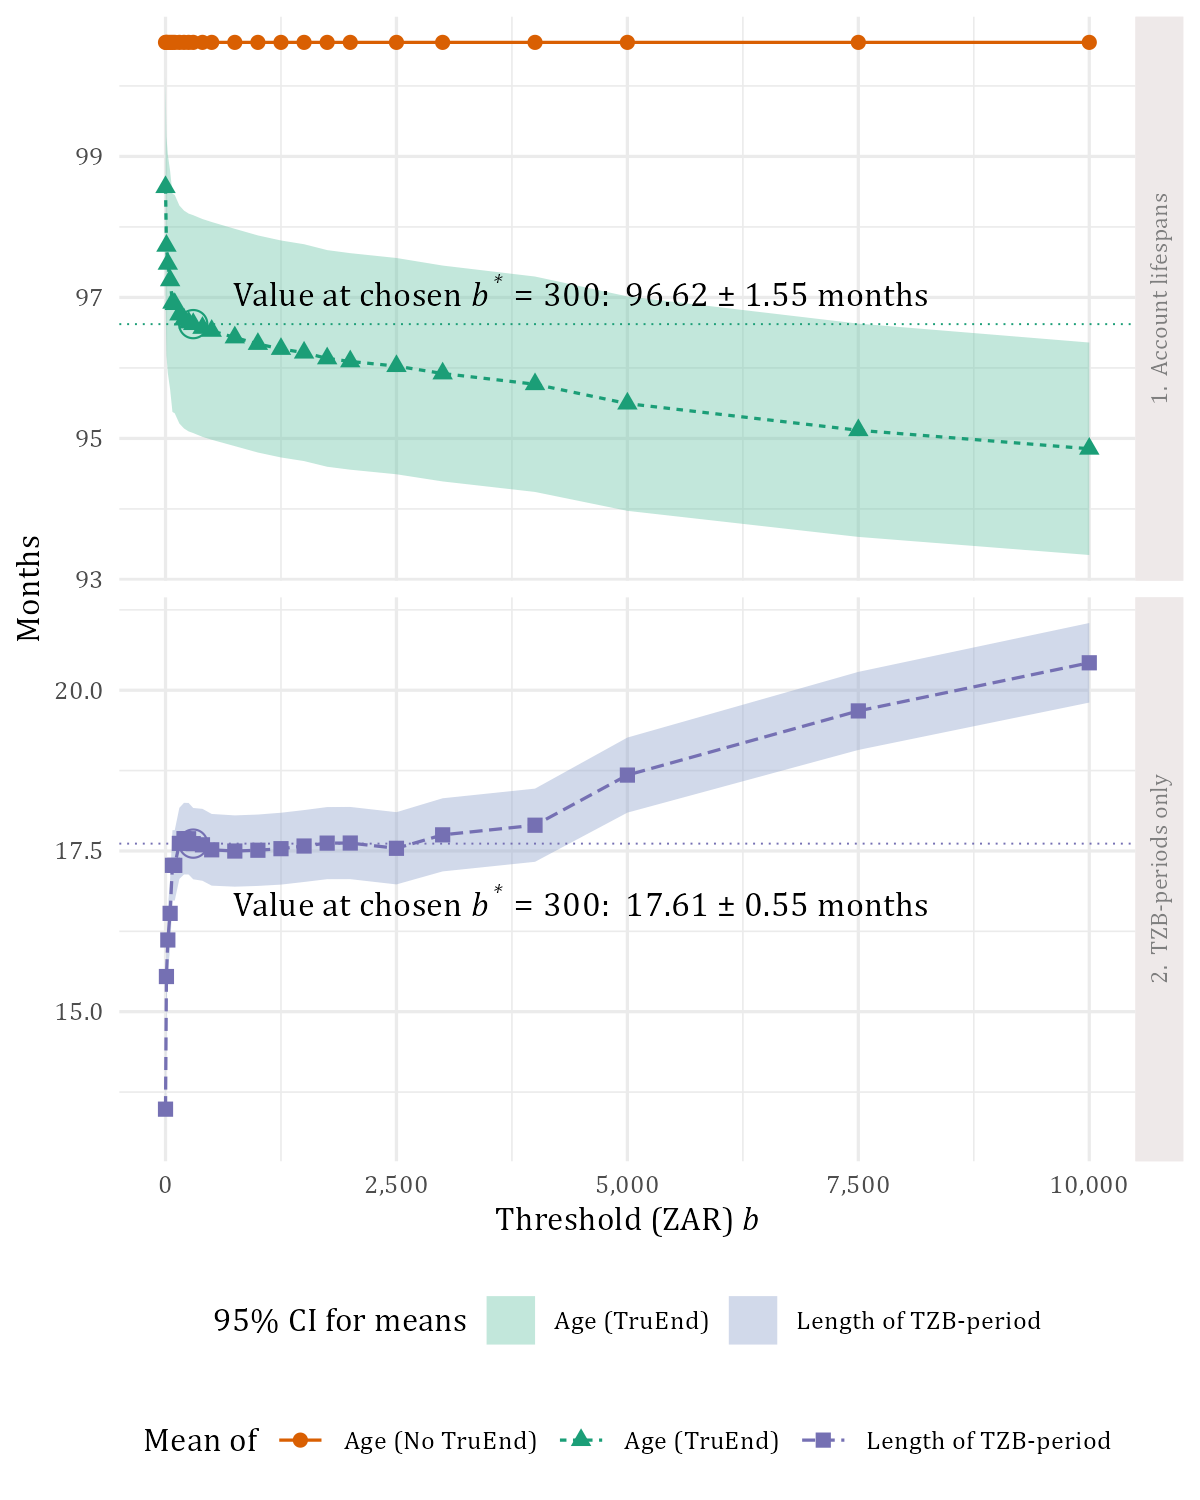 99
97
95
93
Value at chosen b* = 300: 96.62 ± 1.55 months
1. Account lifespans
Months
20.0
17.5
15.0
Value at chosen b* = 300: 17.61 ± 0.55 months
2. TZB-periods only
0 2,500 5,000 7,500 10,000
Threshold (ZAR) b
95% CI for means Age (TruEnd) Length of TZB-period
Mean of Age (No TruEnd) Age (TruEnd) Length of TZB-period